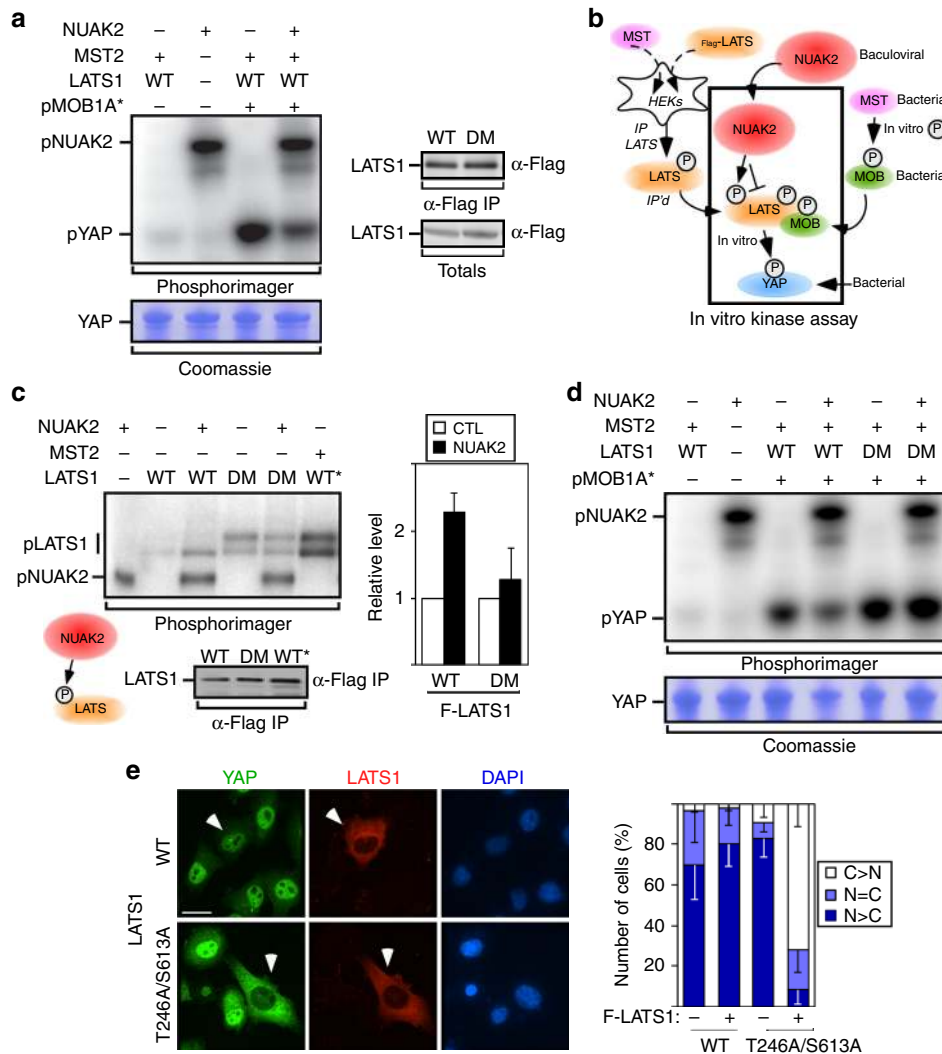 a
NUAK2 – + – +
MST2 + – + +
LATS1 WT – WT WT
pMOB1A* – – + +
pNUAK2
pYAP
Phosphorimager
YAP
Coomassie
WT DM
LATS1 α-Flag
α-Flag IP
LATS1 α-Flag
Totals
b
MST
Flag-LATS
NUAK2
Baculoviral
HEKs
MST
Bacteria
IP
LATS
NUAK2
In vitro P
P
LATS
P
MOB
Bacteria
IP'd
P
P
P
LATS
MOB
In vitro
P
YAP
Bacterial
In vitro kinase assay
c
NUAK2 + – + – + –
MST2 – – – – – +
LATS1 – WT WT DM DM WT*
pLATS1
pNUAK2
Phosphorimager
NUAK2
P
LATS
WT DM WT*
LATS1 α-Flag IP
α-Flag IP
CTL
NUAK2
Relative level
2
1
WT DM
F-LATS1
d
NUAK2 – + – + – +
MST2 + – + + + +
LATS1 WT – WT WT DM DM
pMOB1A* – – + + + +
pNUAK2
pYAP
Phosphorimager
YAP
Coomassie
e
YAP LATS1 DAPI
LATS1
WT
T246A/S613A
Number of cells (%)
80
60
40
20
C>N
N=C
N>C
F-LATS1: – + – +
WT T246A/S613A